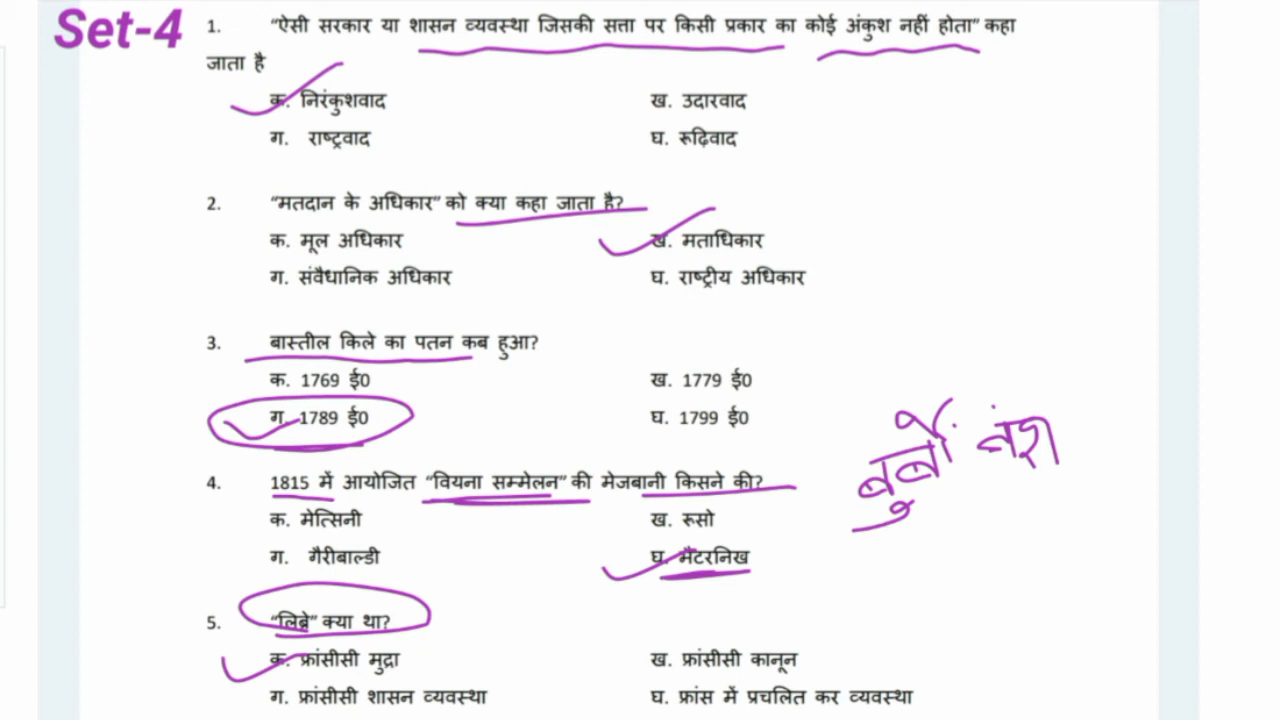 Set-4
1. "ऐसी सरकार या शासन व्यवस्था जिसकी सत्ता पर किसी प्रकार का कोई अंकुश नहीं होता" कहा
जाता है
क. निरंकुशवाद ख. उदारवाद
ग. राष्ट्रवाद घ. रूढ़िवाद
2. "मतदान के अधिकार" को क्या कहा जाता है?
क. मूल अधिकार ख. मताधिकार
ग. संवैधानिक अधिकार घ. राष्ट्रीय अधिकार
3. बास्तील किले का पतन कब हुआ?
क. 1769 ई0 ख. 1779 ई0
ग. 1789 ई0 घ. 1799 ई0
बुर्बों वंश
4. 1815 में आयोजित "वियना सम्मेलन" की मेजबानी किसने की?
क. मेत्सिनी ख. रूसो
ग. गैरीबाल्डी घ. मैटरनिख
5. "लिब्रे" क्या था?
क. फ्रांसीसी मुद्रा ख. फ्रांसीसी कानून
ग. फ्रांसीसी शासन व्यवस्था घ. फ्रांस में प्रचलित कर व्यवस्था